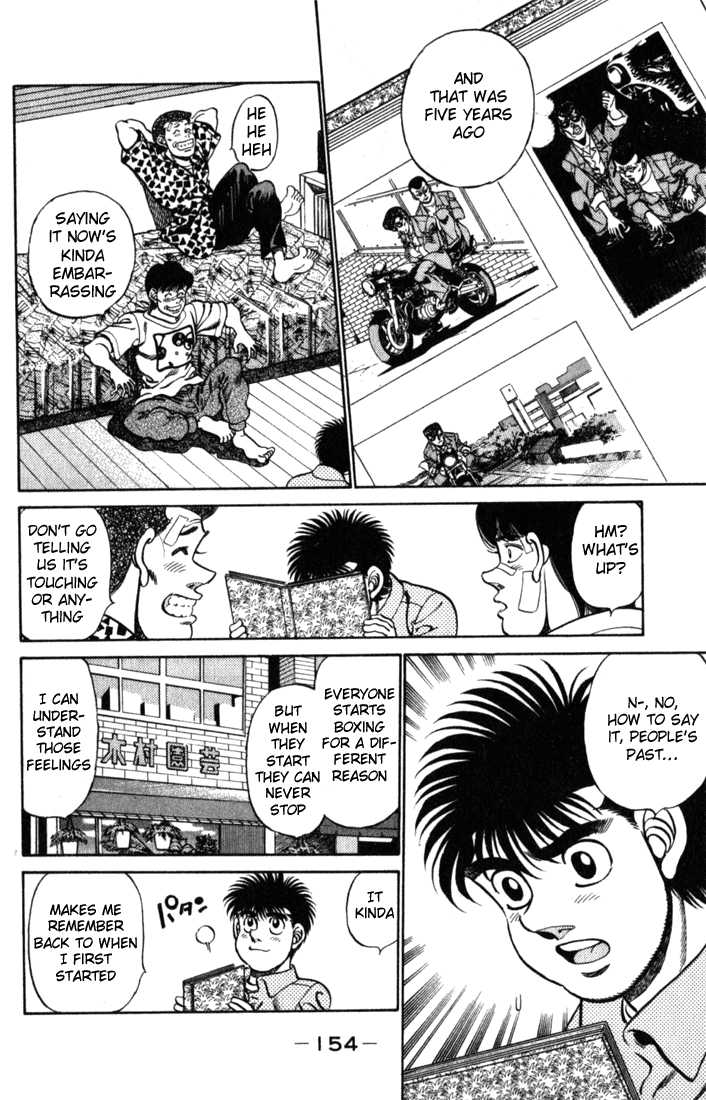 AND
THAT WAS
FIVE YEARS
AGO
HE
HE
HEH
SAYING
IT NOW'S
KINDA
EMBAR-
RASSING
HM?
WHAT'S
UP?
DON'T GO
TELLING
US IT'S
TOUCHING
OR ANY-
THING
N-, NO,
HOW TO SAY
IT, PEOPLE'S
PAST...
EVERYONE
STARTS
BOXING
FOR A DIF-
FERENT
REASON
BUT
WHEN
THEY
START
THEY CAN
NEVER
STOP
I CAN
UNDER-
STAND
THOSE
FEELINGS
木村園芸
IT
KINDA
パタン
MAKES ME
REMEMBER
BACK TO WHEN
I FIRST
STARTED
— 154 —